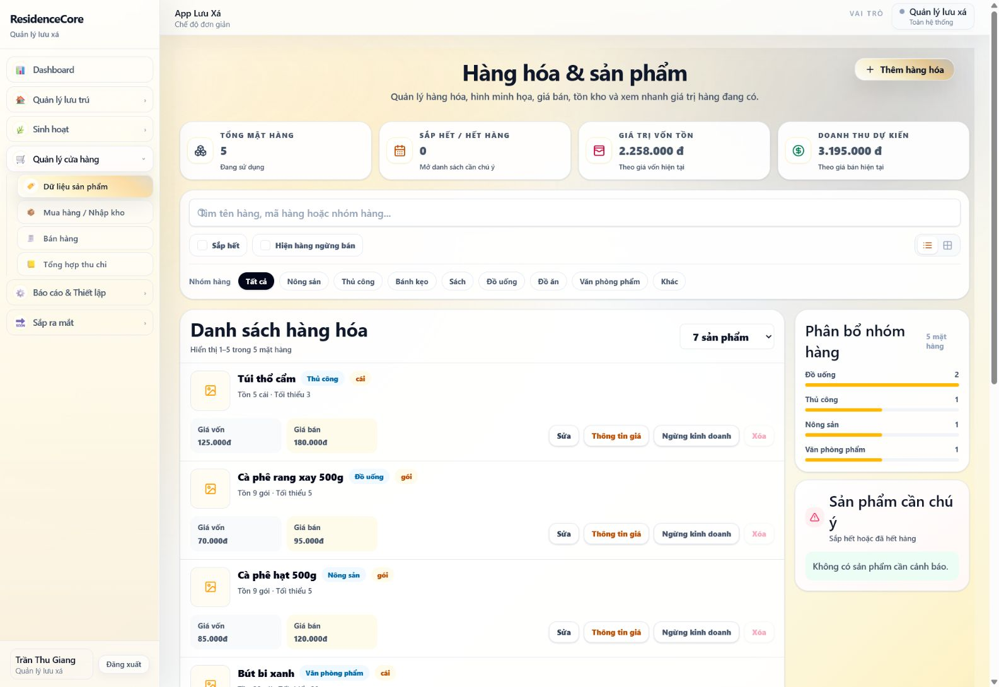 ResidenceCore
Quản lý lưu xá
Dashboard
Quản lý lưu trú
Sinh hoạt
Quản lý cửa hàng
Dữ liệu sản phẩm
Mua hàng / Nhập kho
Bán hàng
Tổng hợp thu chi
Báo cáo & Thiết lập
SOON
Sắp ra mắt
Trần Thu Giang
Quản lý lưu xá
Đăng xuất
App Lưu Xá
Chế độ đơn giản
VAI TRÒ
Quản lý lưu xá
Toàn hệ thống
Hàng hóa & sản phẩm
Quản lý hàng hóa, hình minh họa, giá bán, tồn kho và xem nhanh giá trị hàng đang có.
+ Thêm hàng hóa
TỔNG MẶT HÀNG
5
Đang sử dụng
SẮP HẾT / HẾT HÀNG
0
Mở danh sách cần chú ý
GIÁ TRỊ VỐN TỒN
2.258.000 đ
Theo giá vốn hiện tại
DOANH THU DỰ KIẾN
3.195.000 đ
Theo giá bán hiện tại
Tìm tên hàng, mã hàng hoặc nhóm hàng...
Sắp hết
Hiện hàng ngừng bán
Nhóm hàng
Tất cả
Nông sản
Thủ công
Bánh kẹo
Sách
Đồ uống
Đồ ăn
Văn phòng phẩm
Khác
Danh sách hàng hóa
Hiển thị 1–5 trong 5 mặt hàng
7 sản phẩm
Túi thổ cẩm Thủ công cái
Tồn 5 cái · Tối thiểu 3
Giá vốn
125.000đ
Giá bán
180.000đ
Sửa
Thông tin giá
Ngừng kinh doanh
Xóa
Cà phê rang xay 500g Đồ uống gói
Tồn 9 gói · Tối thiểu 5
Giá vốn
70.000đ
Giá bán
95.000đ
Sửa
Thông tin giá
Ngừng kinh doanh
Xóa
Cà phê hạt 500g Nông sản gói
Tồn 9 gói · Tối thiểu 5
Giá vốn
85.000đ
Giá bán
120.000đ
Sửa
Thông tin giá
Ngừng kinh doanh
Xóa
Bút bi xanh Văn phòng phẩm cái
Phân bổ nhóm
hàng
5 mặt
hàng
Đồ uống 2
Thủ công 1
Nông sản 1
Văn phòng phẩm 1
Sản phẩm cần chú
ý
Sắp hết hoặc đã hết hàng
Không có sản phẩm cần cảnh báo.